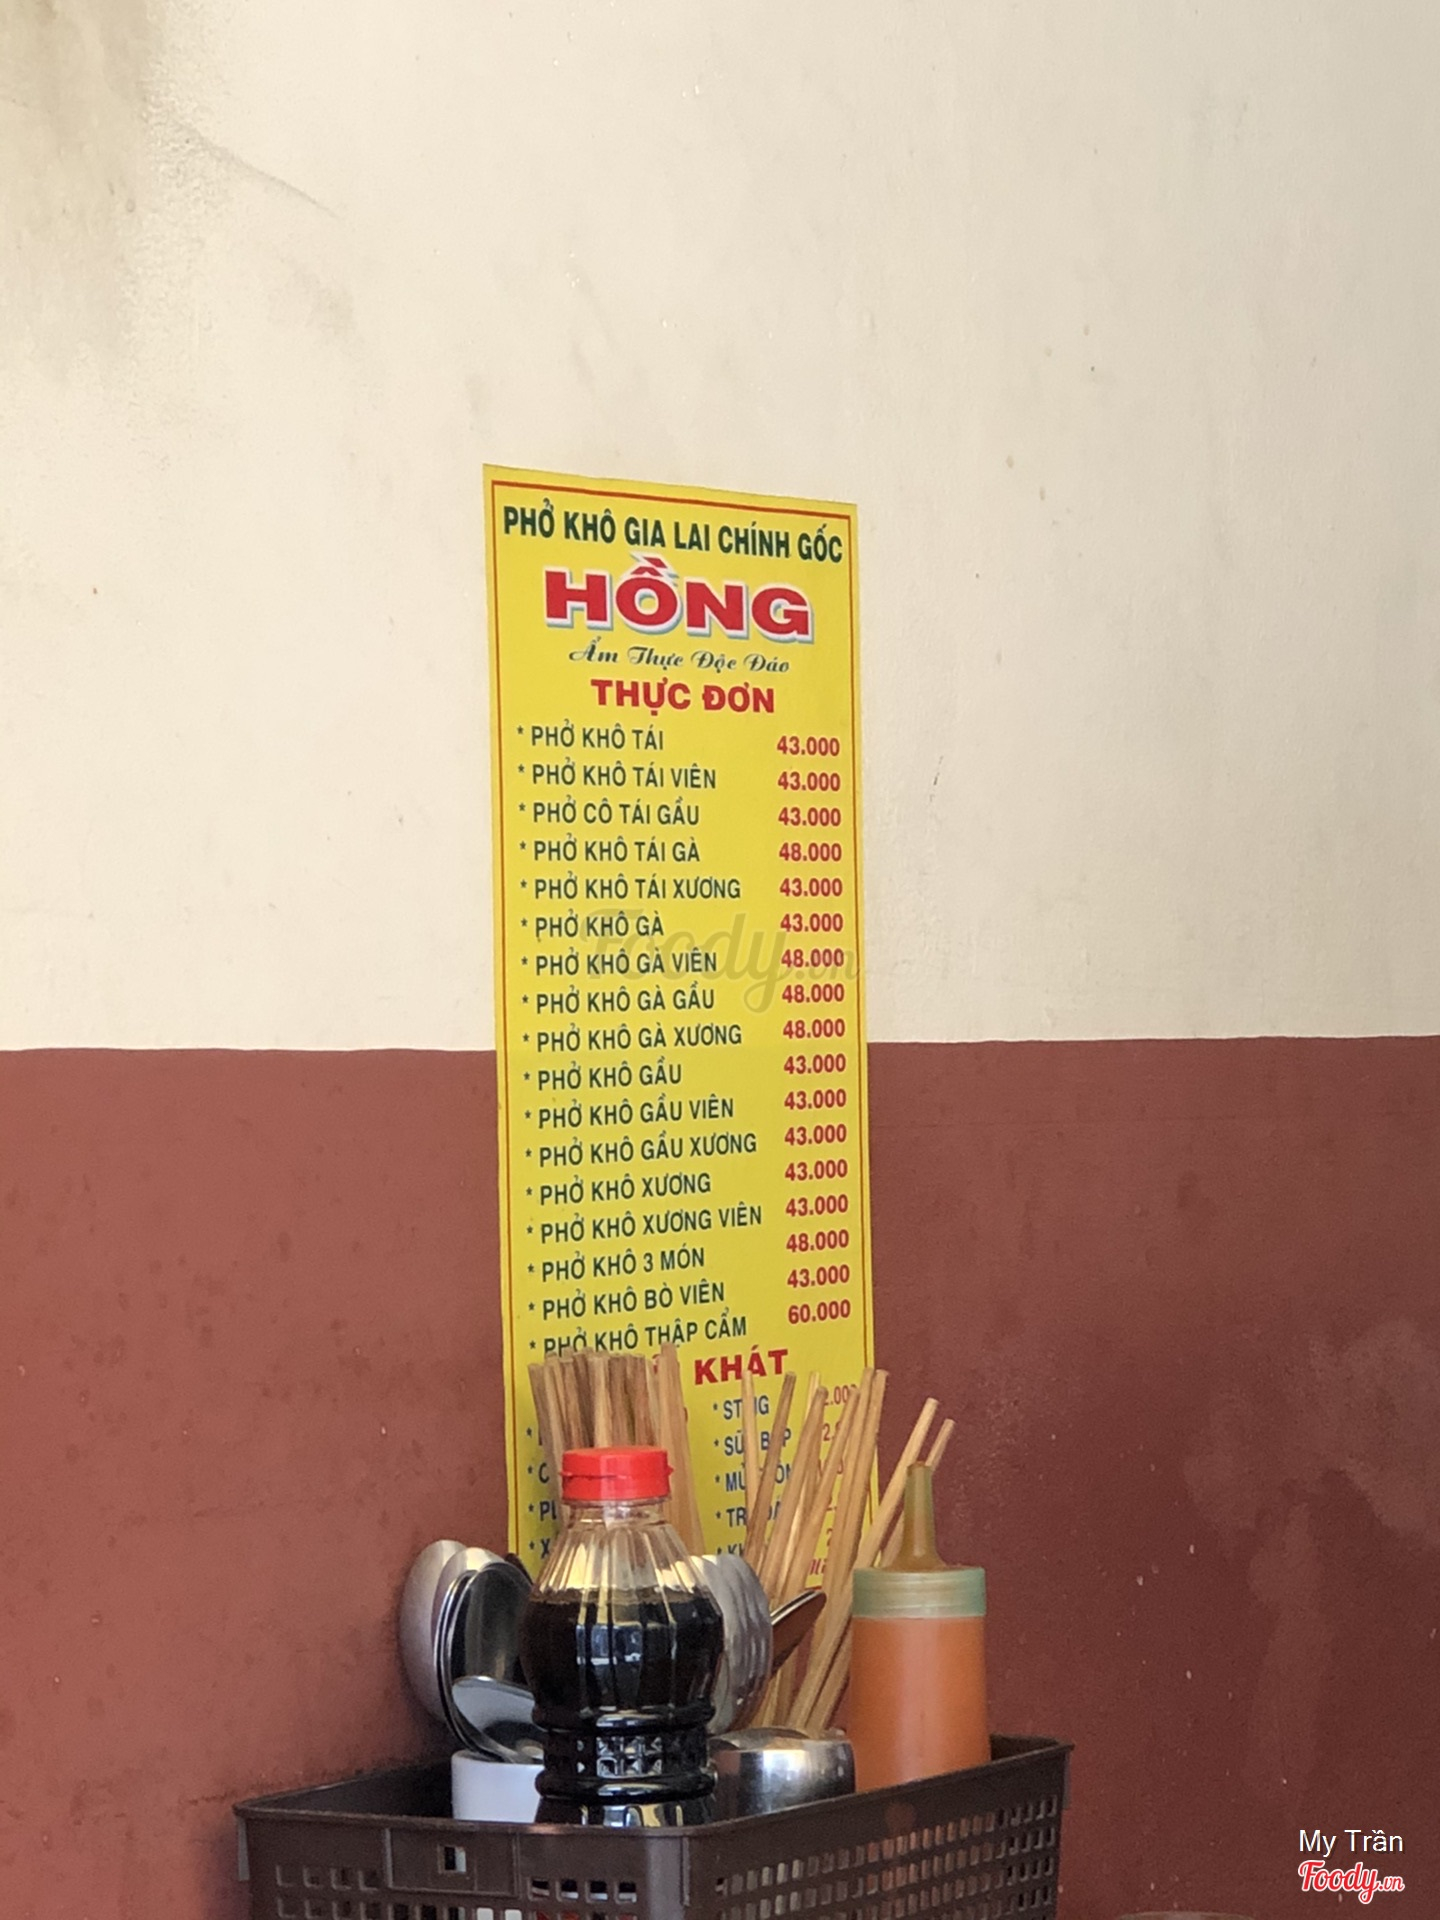 PHỞ KHÔ GIA LAI CHÍNH GỐC
HỒNG
Ẩm Thực Độc Đáo
THỰC ĐƠN
* PHỞ KHÔ TÁI 43.000
* PHỞ KHÔ TÁI VIÊN 43.000
* PHỞ CÔ TÁI GẦU 43.000
* PHỞ KHÔ TÁI GÀ 48.000
* PHỞ KHÔ TÁI XƯƠNG 43.000
* PHỞ KHÔ GÀ 43.000
* PHỞ KHÔ GÀ VIÊN 48.000
* PHỞ KHÔ GÀ GẦU 48.000
* PHỞ KHÔ GÀ XƯƠNG 48.000
* PHỞ KHÔ GẦU 43.000
* PHỞ KHÔ GẦU VIÊN 43.000
* PHỞ KHÔ GẦU XƯƠNG 43.000
* PHỞ KHÔ XƯƠNG 43.000
* PHỞ KHÔ XƯƠNG VIÊN 43.000
* PHỞ KHÔ 3 MÓN 48.000
* PHỞ KHÔ BÒ VIÊN 43.000
* PHỞ KHÔ THẬP CẨM 60.000
KHÁT
Foody.vn
My Trần
Foody.vn